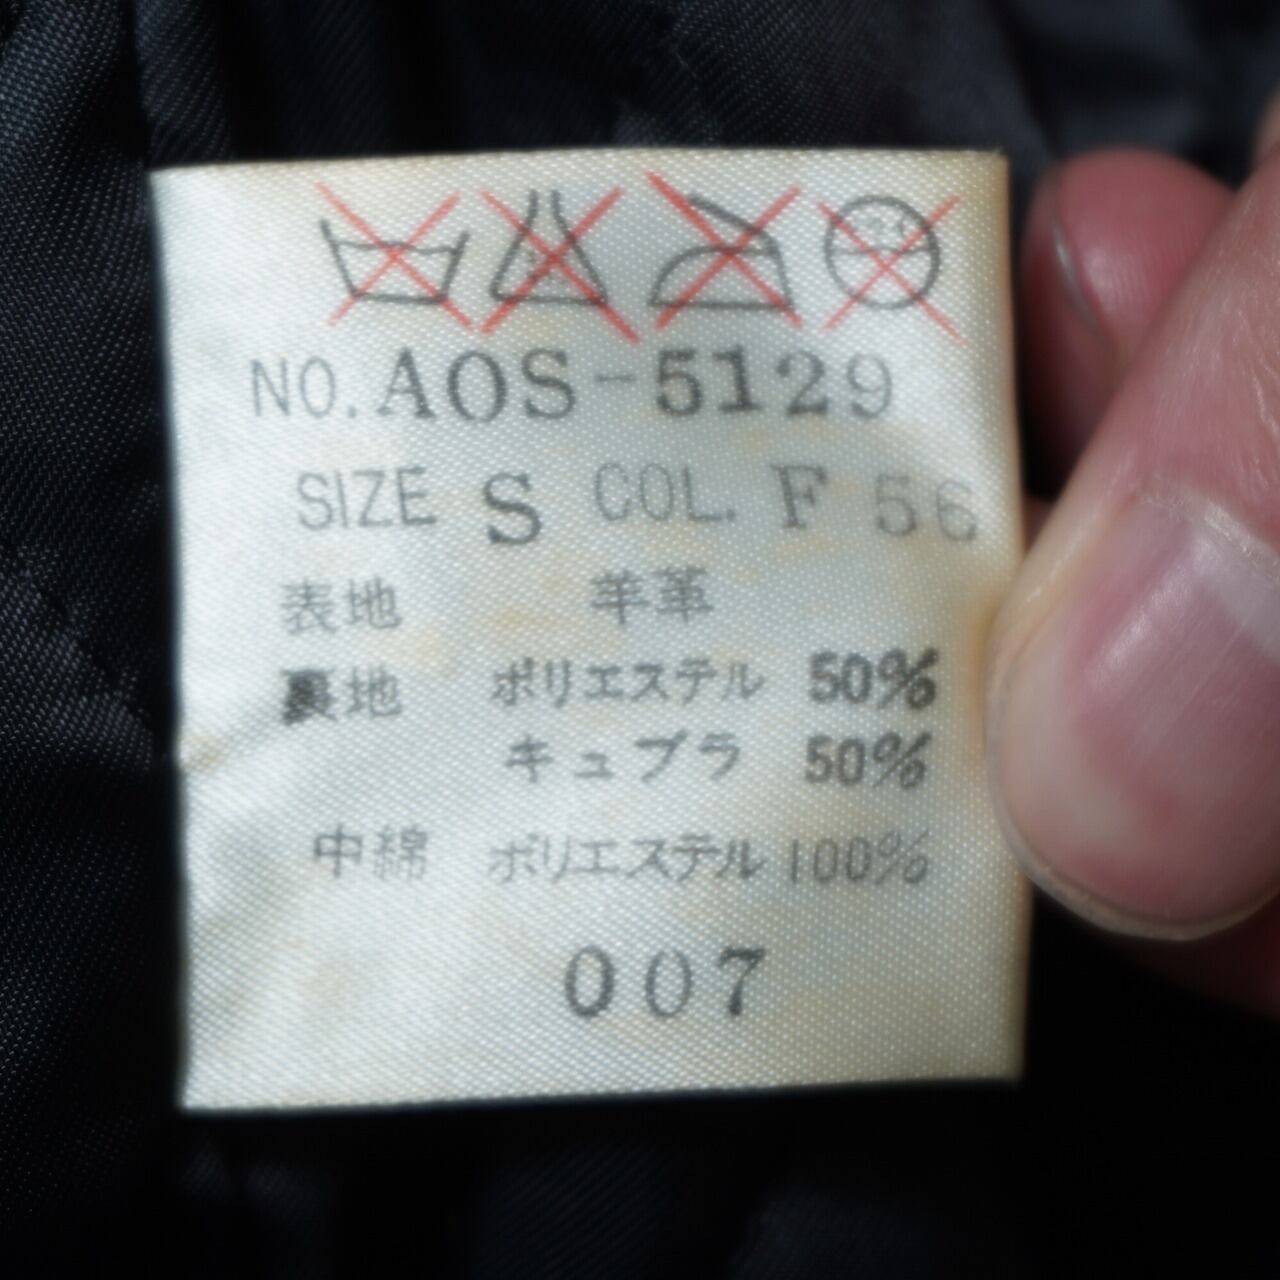 NO. AOS-5129
SIZE S COL. F 56
表地 羊革
裏地 ポリエステル 50%
キュプラ 50%
中綿 ポリエステル 100%
007